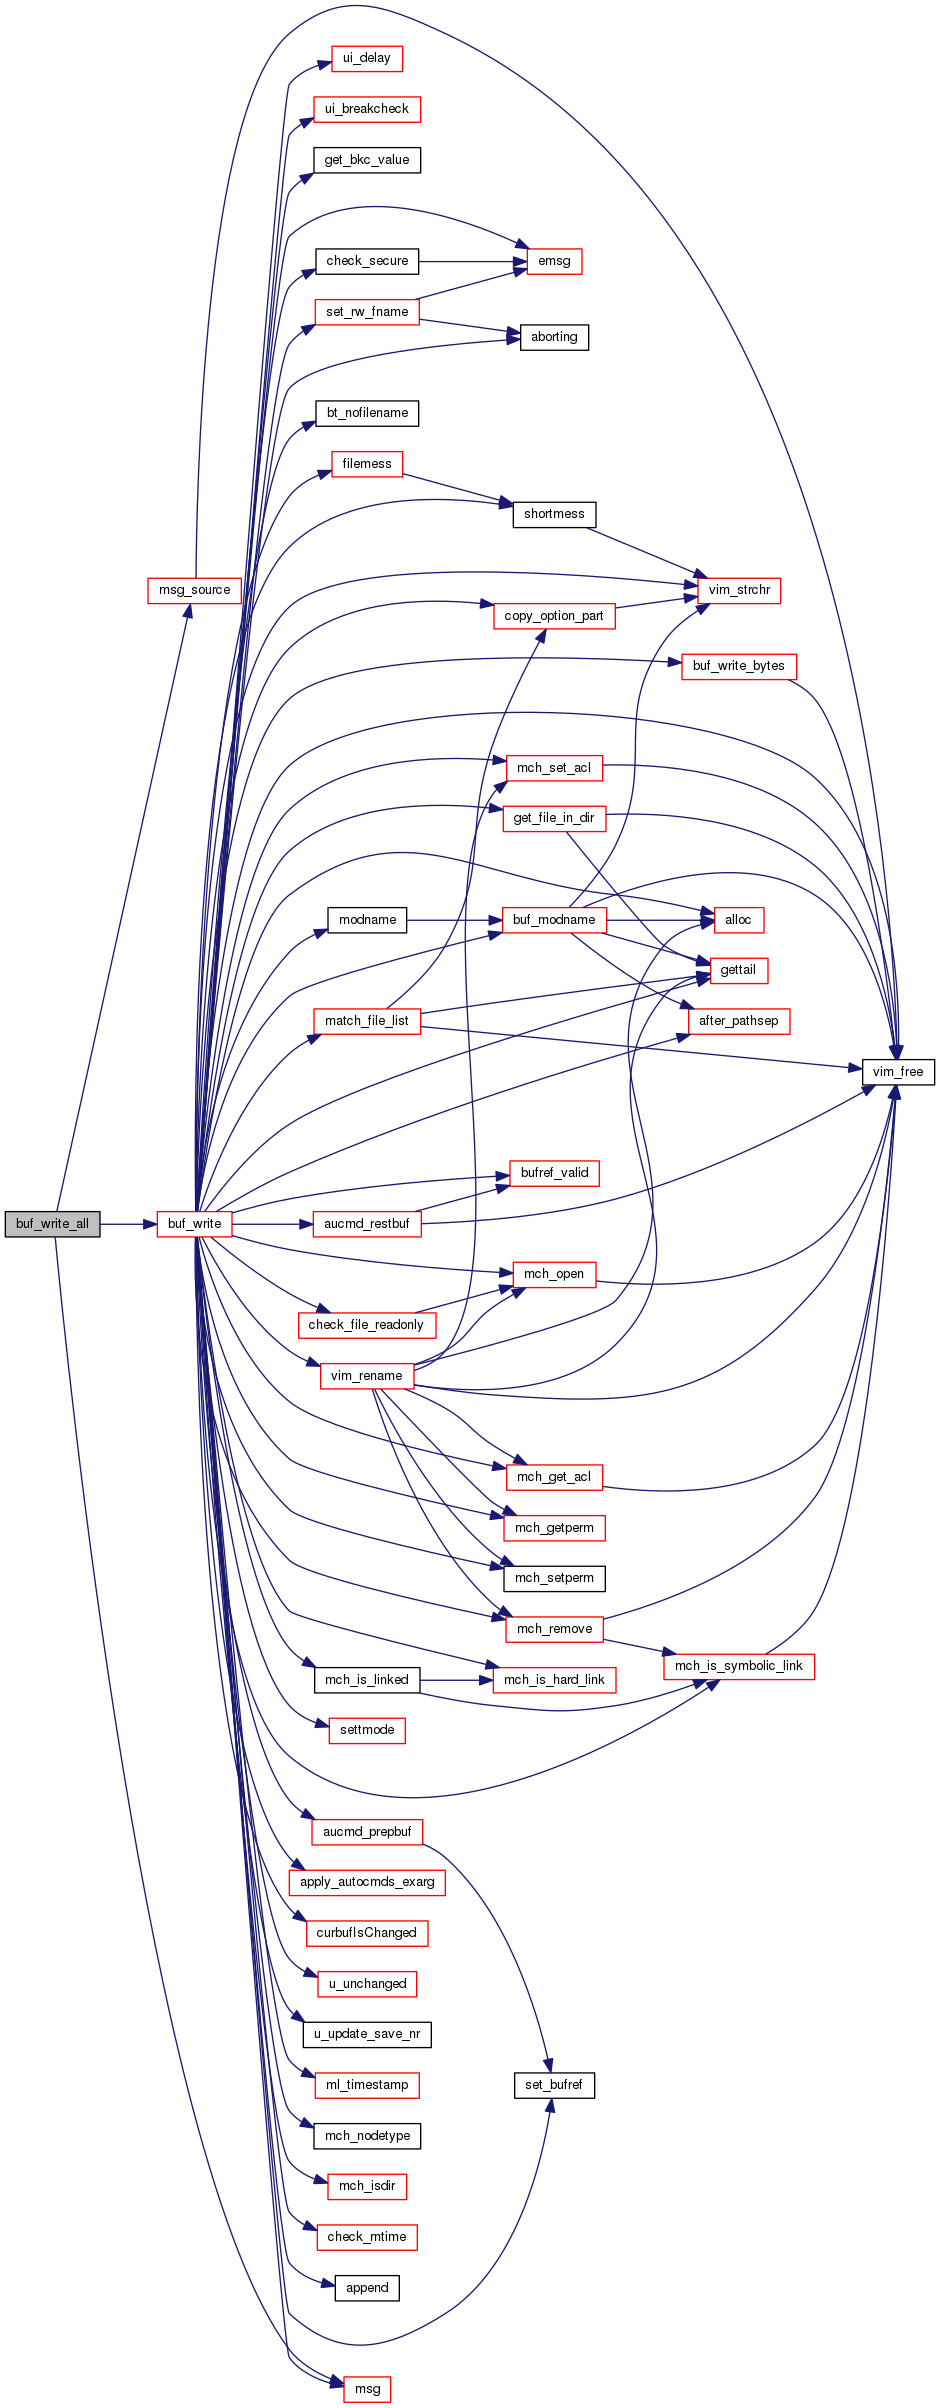 ui_delay
ui_breakcheck
get_bkc_value
check_secure
emsg
set_rw_fname
aborting
bt_nofilename
filemess
shortmess
msg_source
vim_strchr
copy_option_part
buf_write_bytes
mch_set_acl
get_file_in_dir
modname
buf_modname
alloc
gettail
match_file_list
after_pathsep
vim_free
bufref_valid
buf_write_all
buf_write
aucmd_restbuf
mch_open
check_file_readonly
vim_rename
mch_get_acl
mch_getperm
mch_setperm
mch_remove
mch_is_symbolic_link
mch_is_linked
mch_is_hard_link
settmode
aucmd_prepbuf
apply_autocmds_exarg
curbufIsChanged
u_unchanged
u_update_save_nr
ml_timestamp
set_bufref
mch_nodetype
mch_isdir
check_mtime
append
msg